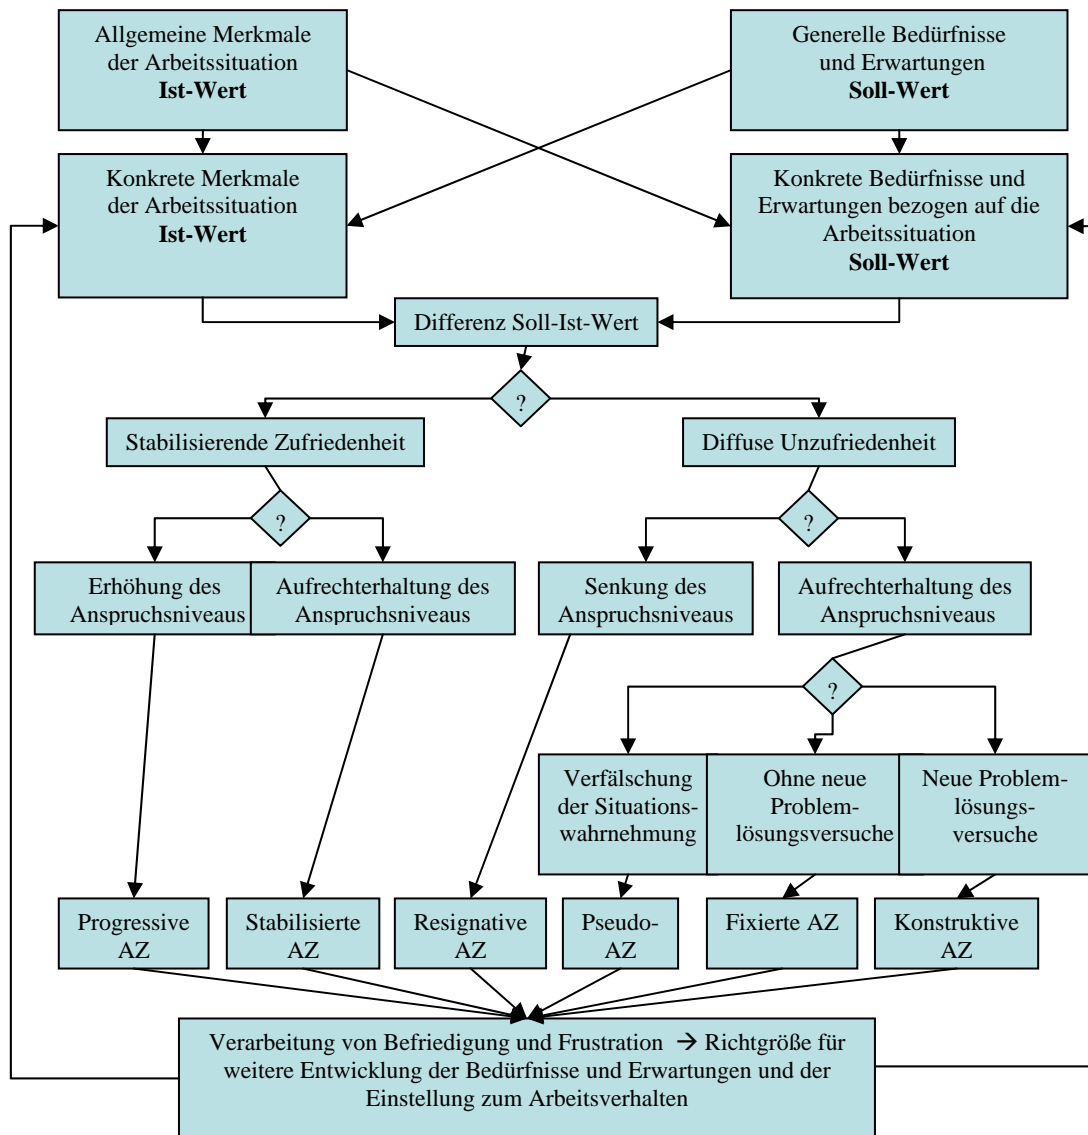 Allgemeine Merkmale
der Arbeitssituation
Ist-Wert
Generelle Bedürfnisse
und Erwartungen
Soll-Wert
Konkrete Merkmale
der Arbeitssituation
Ist-Wert
Konkrete Bedürfnisse und
Erwartungen bezogen auf die
Arbeitssituation
Soll-Wert
Differenz Soll-Ist-Wert
?
Stabilisierende Zufriedenheit
Diffuse Unzufriedenheit
?
?
Erhöhung des
Anspruchsniveaus
Aufrechterhaltung des
Anspruchsniveaus
Senkung des
Anspruchsniveaus
Aufrechterhaltung des
Anspruchsniveaus
?
Verfälschung
der Situations-
wahrnehmung
Ohne neue
Problem-
lösungsversuche
Neue Problem-
lösungs-
versuche
Progressive
AZ
Stabilisierte
AZ
Resignative
AZ
Pseudo-
AZ
Fixierte AZ
Konstruktive
AZ
Verarbeitung von Befriedigung und Frustration → Richtgröße für
weitere Entwicklung der Bedürfnisse und Erwartungen und der
Einstellung zum Arbeitsverhalten